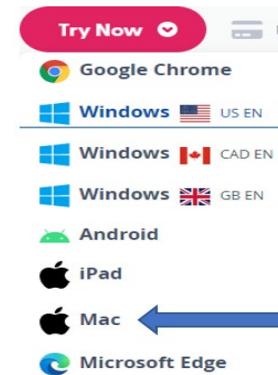 Try Now
Google Chrome
Windows US EN
Windows CAD EN
Windows GB EN
Android
iPad
Mac
Microsoft Edge